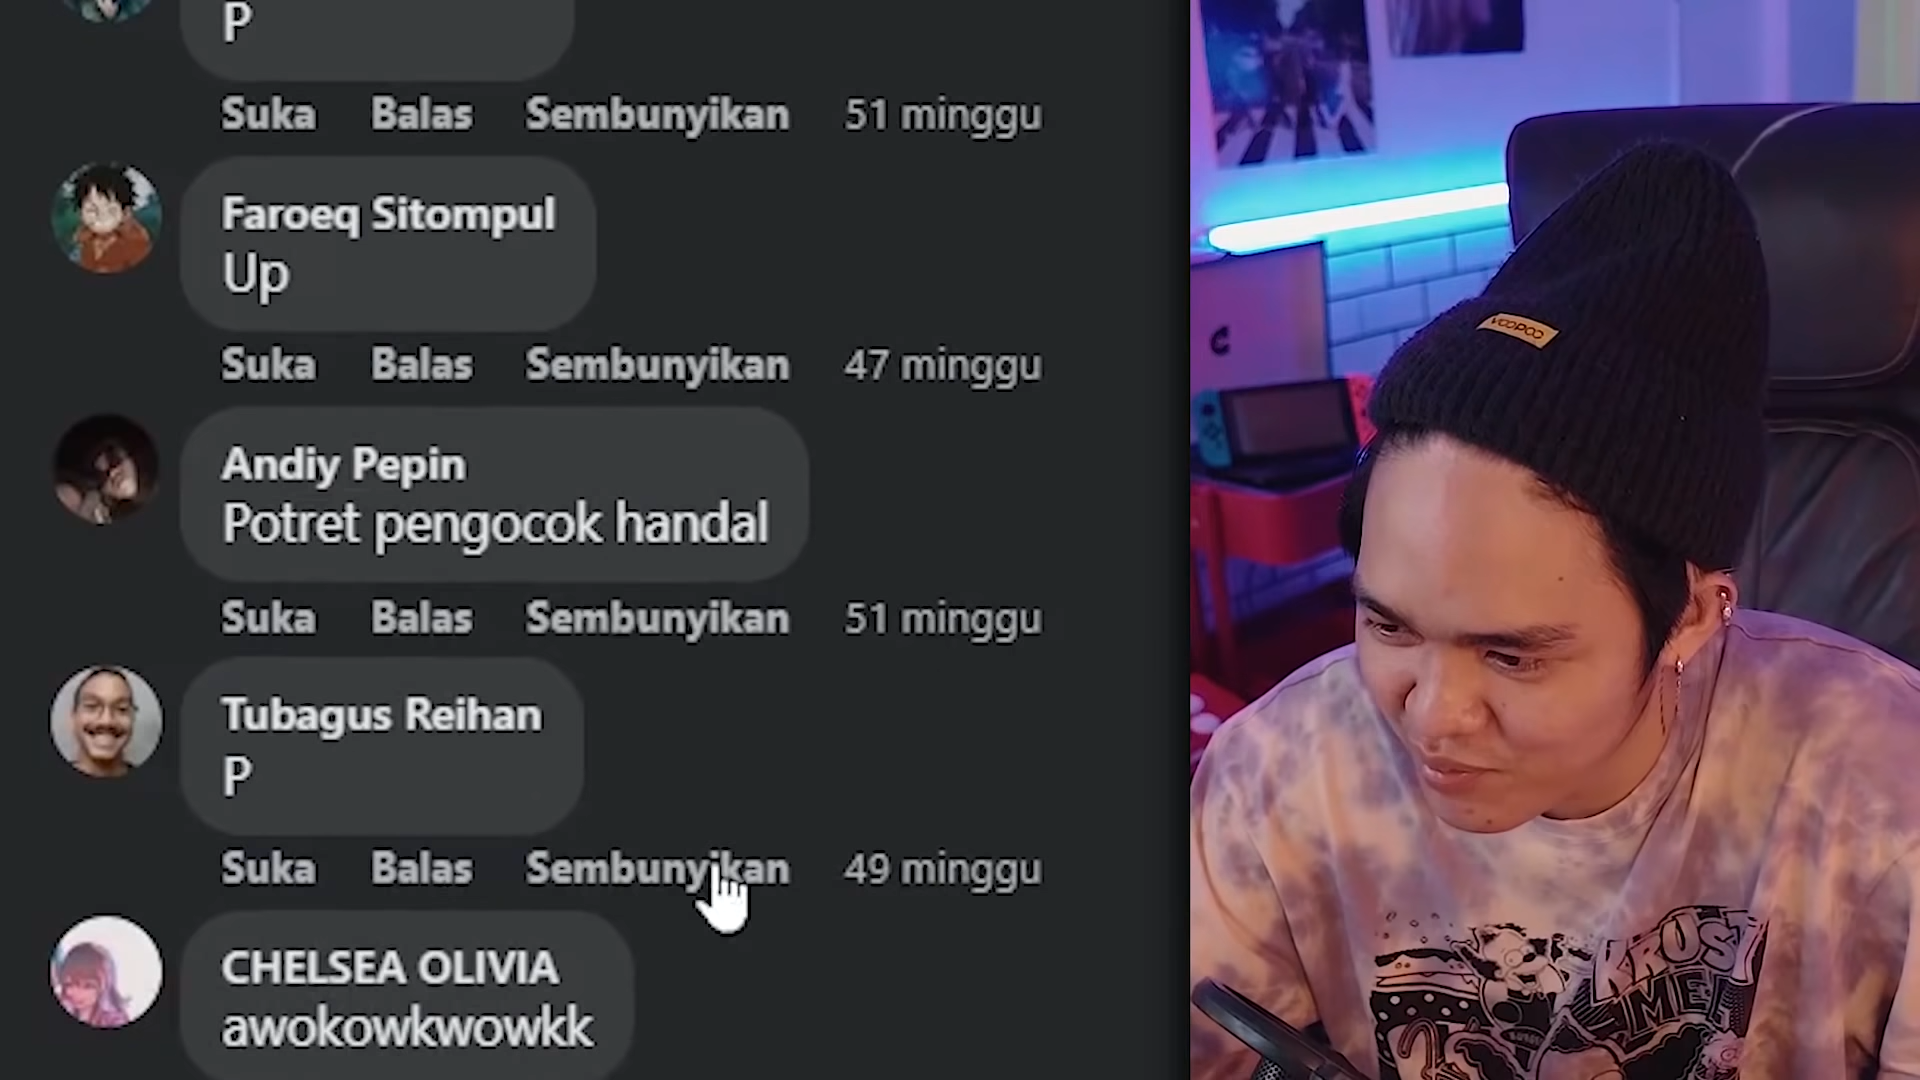 P
Suka Balas Sembunyikan 51 minggu
Faroeq Sitompul
Up
Suka Balas Sembunyikan 47 minggu
Andiy Pepin
Potret pengocok handal
Suka Balas Sembunyikan 51 minggu
Tubagus Reihan
P
Suka Balas Sembunyikan 49 minggu
CHELSEA OLIVIA
awokowkwowkk
VOOPOO